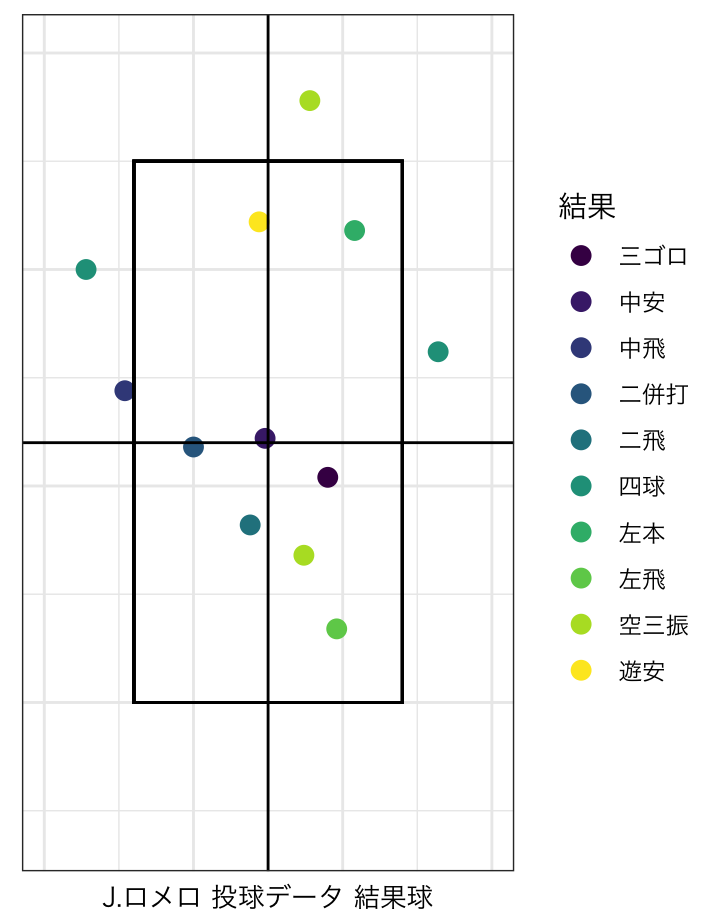 結果
三ゴロ
中安
中飛
二併打
二飛
四球
左本
左飛
空三振
遊安
J.ロメロ 投球データ 結果球